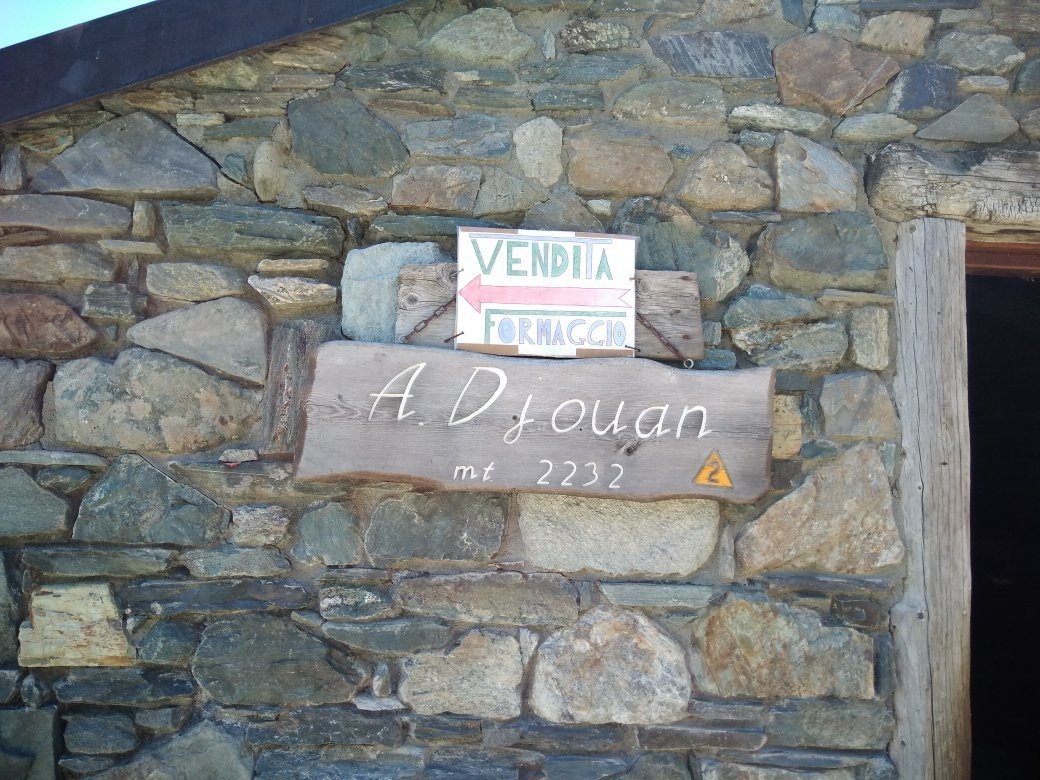 VENDITA
FORMAGGIO
A. Djouan
mt 2232
2